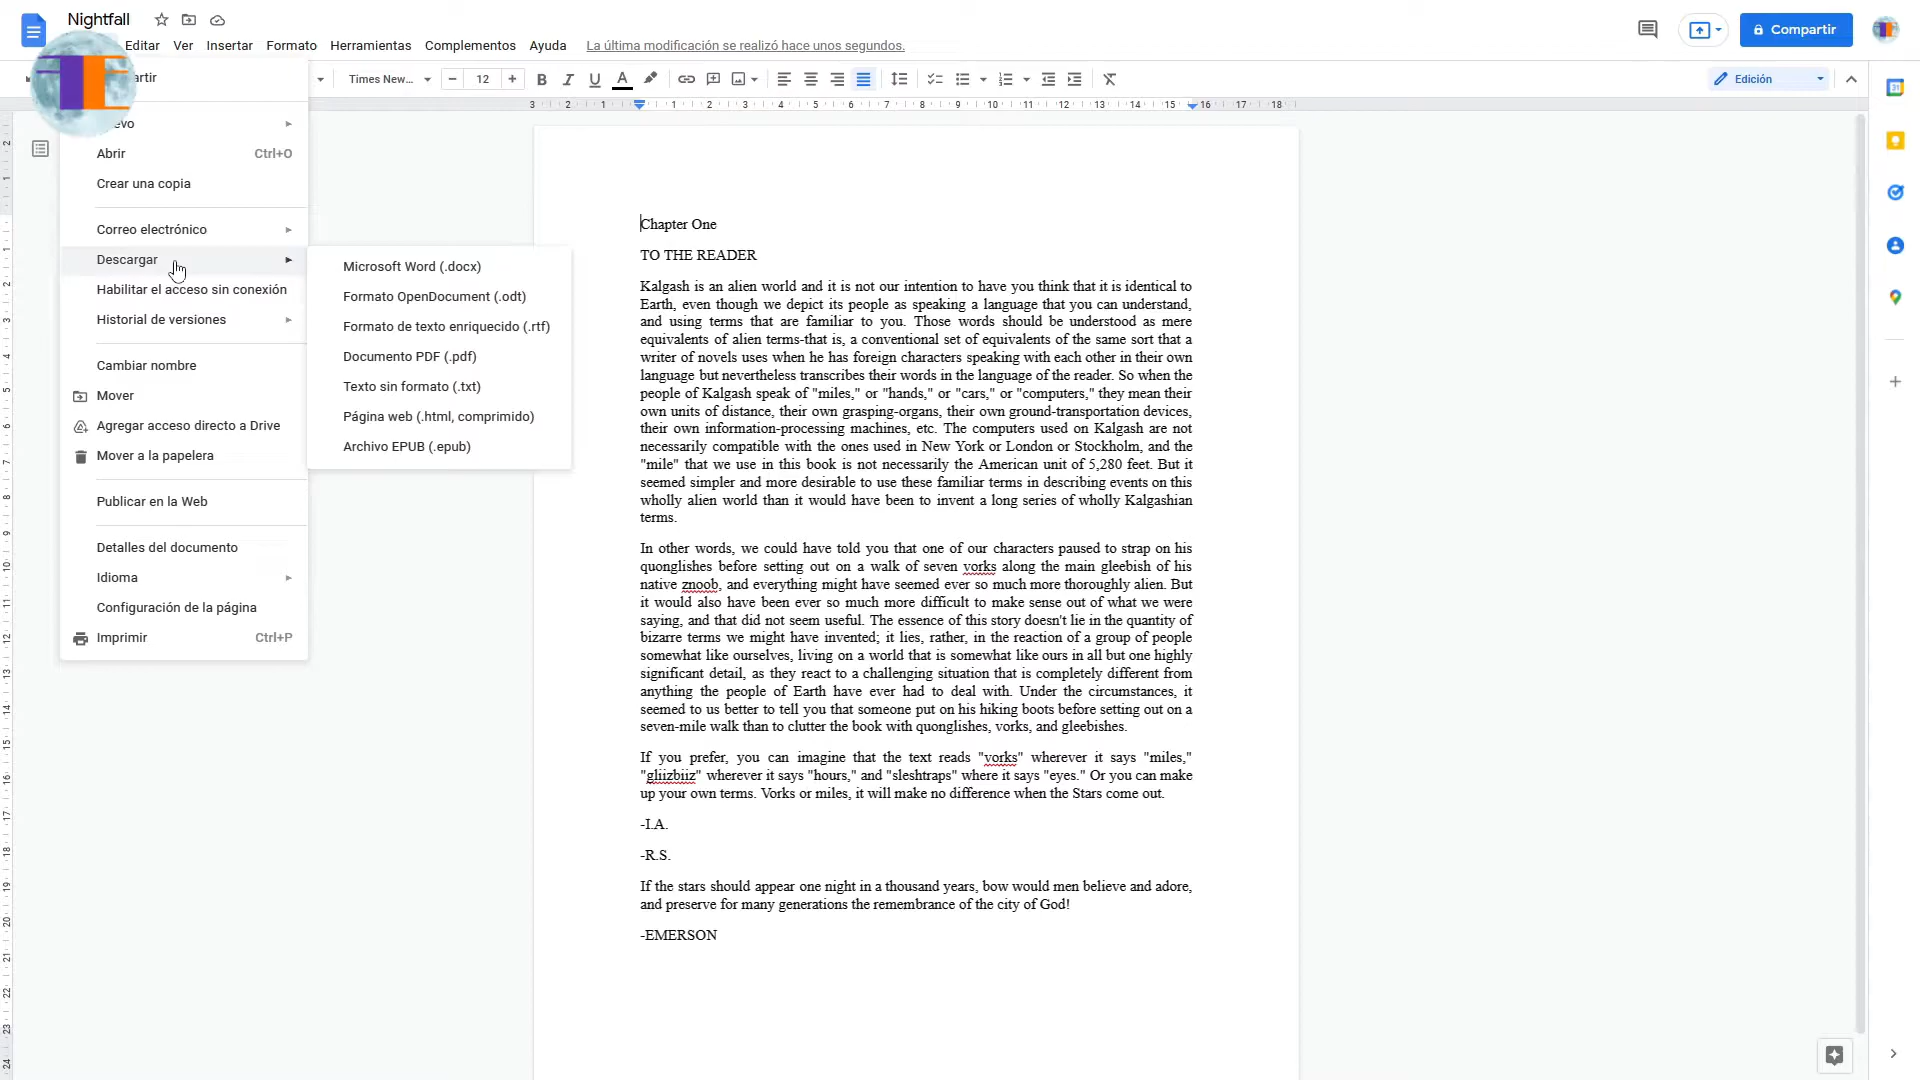 Nightfall
Editar Ver Insertar Formato Herramientas Complementos Ayuda La última modificación se realizó hace unos segundos.
Compartir
Times New... 12
Edición
3 2 1 1 2 3 4 5 6 7 8 9 10 11 12 13 14 15 16 17 18
Abrir Ctrl+O
Crear una copia
Correo electrónico
Descargar
Habilitar el acceso sin conexión
Historial de versiones
Cambiar nombre
Mover
Agregar acceso directo a Drive
Mover a la papelera
Publicar en la Web
Detalles del documento
Idioma
Configuración de la página
Imprimir Ctrl+P
Microsoft Word (.docx)
Formato OpenDocument (.odt)
Formato de texto enriquecido (.rtf)
Documento PDF (.pdf)
Texto sin formato (.txt)
Página web (.html, comprimido)
Archivo EPUB (.epub)
Chapter One
TO THE READER
Kalgash is an alien world and it is not our intention to have you think that it is identical to
Earth, even though we depict its people as speaking a language that you can understand,
and using terms that are familiar to you. Those words should be understood as mere
equivalents of alien terms-that is, a conventional set of equivalents of the same sort that a
writer of novels uses when he has foreign characters speaking with each other in their own
language but nevertheless transcribes their words in the language of the reader. So when the
people of Kalgash speak of "miles," or "hands," or "cars," or "computers," they mean their
own units of distance, their own grasping-organs, their own ground-transportation devices,
their own information-processing machines, etc. The computers used on Kalgash are not
necessarily compatible with the ones used in New York or London or Stockholm, and the
"mile" that we use in this book is not necessarily the American unit of 5,280 feet. But it
seemed simpler and more desirable to use these familiar terms in describing events on this
wholly alien world than it would have been to invent a long series of wholly Kalgashian
terms.
In other words, we could have told you that one of our characters paused to strap on his
quonglishes before setting out on a walk of seven vorks along the main gleebish of his
native znoob, and everything might have seemed ever so much more thoroughly alien. But
it would also have been ever so much more difficult to make sense out of what we were
saying, and that did not seem useful. The essence of this story doesn't lie in the quantity of
bizarre terms we might have invented; it lies, rather, in the reaction of a group of people
somewhat like ourselves, living on a world that is somewhat like ours in all but one highly
significant detail, as they react to a challenging situation that is completely different from
anything the people of Earth have ever had to deal with. Under the circumstances, it
seemed to us better to tell you that someone put on his hiking boots before setting out on a
seven-mile walk than to clutter the book with quonglishes, vorks, and gleebishes.
If you prefer, you can imagine that the text reads "vorks" wherever it says "miles,"
"gliizbiiz" wherever it says "hours," and "sleshtraps" where it says "eyes." Or you can make
up your own terms. Vorks or miles, it will make no difference when the Stars come out.
-I.A.
-R.S.
If the stars should appear one night in a thousand years, bow would men believe and adore,
and preserve for many generations the remembrance of the city of God!
-EMERSON